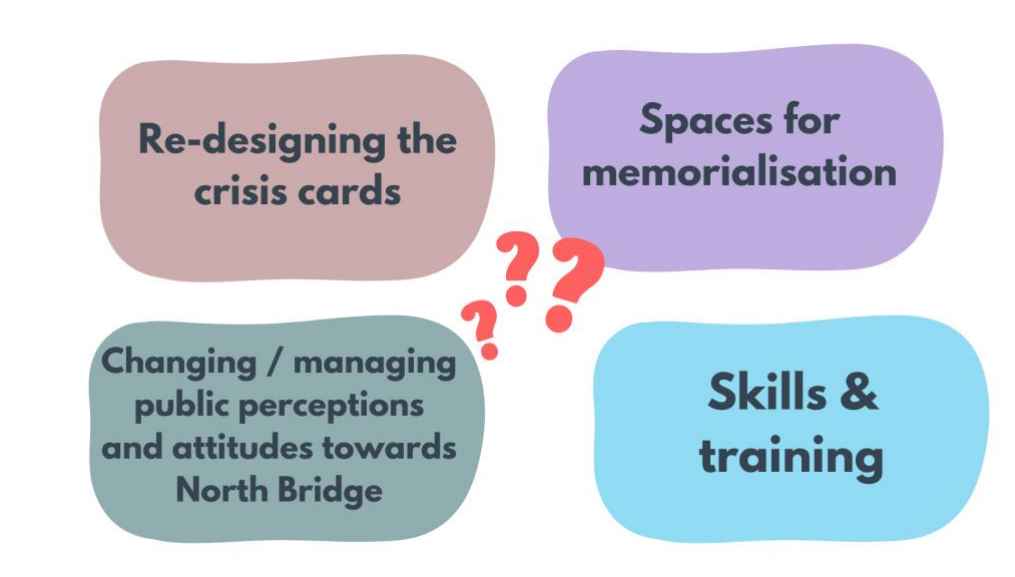 Re-designing the
crisis cards
Spaces for
memorialisation
???
Changing / managing
public perceptions
and attitudes towards
North Bridge
Skills &
training